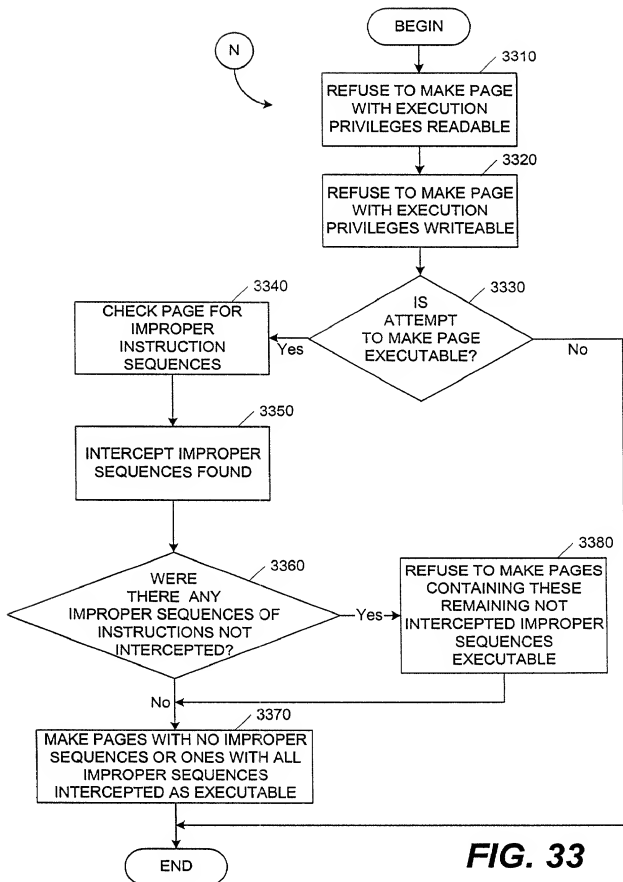 BEGIN
N
3310
REFUSE TO MAKE PAGE
WITH EXECUTION
PRIVILEGES READABLE
3320
REFUSE TO MAKE PAGE
WITH EXECUTION
PRIVILEGES WRITEABLE
3330
IS
ATTEMPT
TO MAKE PAGE
EXECUTABLE?
Yes
No
3340
CHECK PAGE FOR
IMPROPER
INSTRUCTION
SEQUENCES
3350
INTERCEPT IMPROPER
SEQUENCES FOUND
3360
WERE
THERE ANY
IMPROPER SEQUENCES OF
INSTRUCTIONS NOT
INTERCEPTED?
Yes
No
3380
REFUSE TO MAKE PAGES
CONTAINING THESE
REMAINING NOT
INTERCEPTED IMPROPER
SEQUENCES
EXECUTABLE
3370
MAKE PAGES WITH NO IMPROPER
SEQUENCES OR ONES WITH ALL
IMPROPER SEQUENCES
INTERCEPTED AS EXECUTABLE
END
FIG. 33